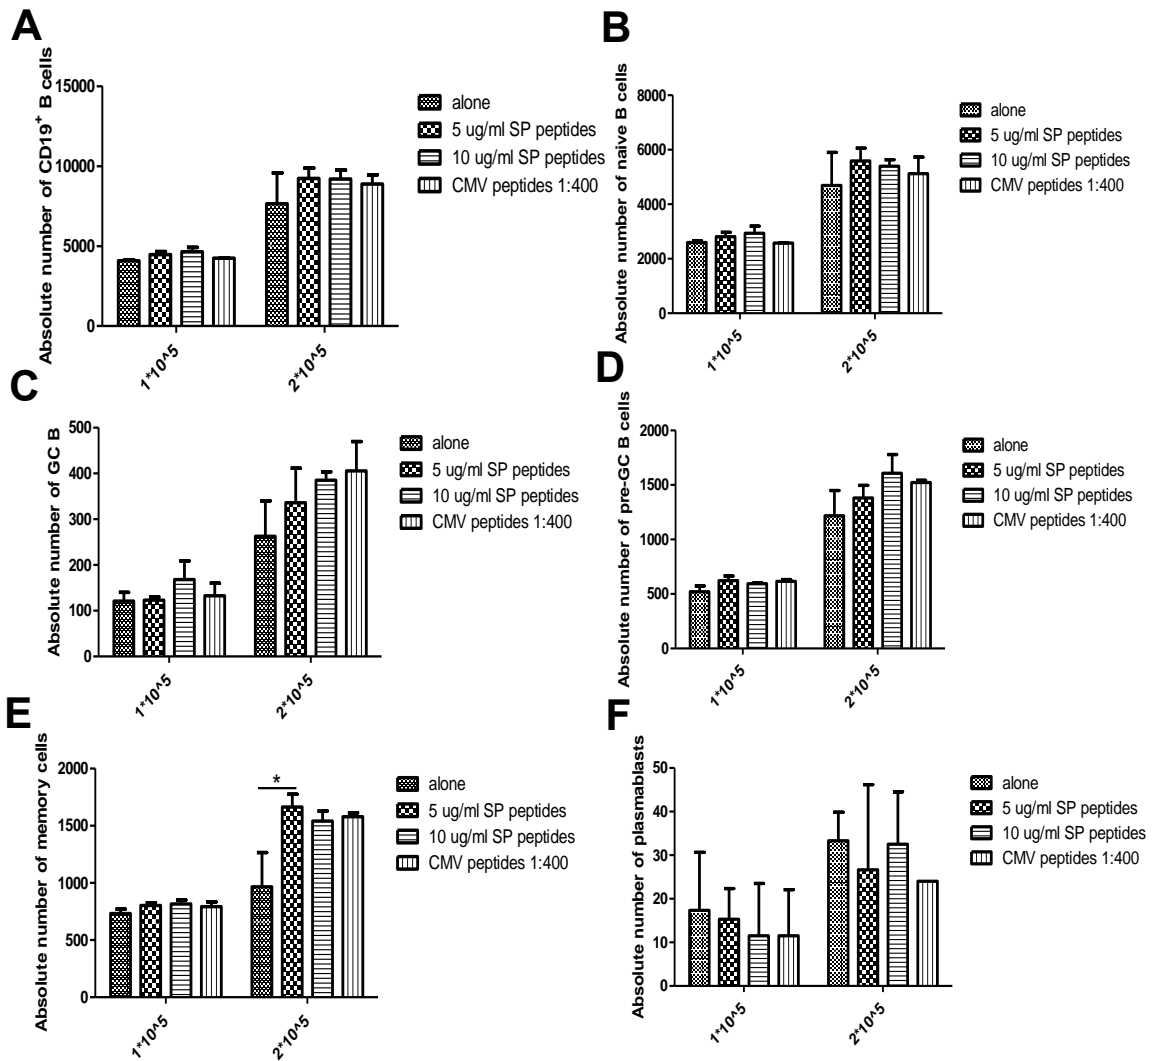 A
Absolute number of CD19+ B cells
15000
10000
5000
0
1*10^5
2*10^5
alone
5 ug/ml SP peptides
10 ug/ml SP peptides
CMV peptides 1:400
B
Absolute number of naive B cells
8000
6000
4000
2000
0
1*10^5
2*10^5
alone
5 ug/ml SP peptides
10 ug/ml SP peptides
CMV peptides 1:400
C
Absolute number of GC B
500
400
300
200
100
0
1*10^5
2*10^5
alone
5 ug/ml SP peptides
10 ug/ml SP peptides
CMV peptides 1:400
D
Absolute number of pre-GC B cells
2000
1500
1000
500
0
1*10^5
2*10^5
alone
5 ug/ml SP peptides
10 ug/ml SP peptides
CMV peptides 1:400
E
Absolute number of memory cells
2000
1500
1000
500
0
*
1*10^5
2*10^5
alone
5 ug/ml SP peptides
10 ug/ml SP peptides
CMV peptides 1:400
F
Absolute number of plasmablasts
50
40
30
20
10
0
1*10^5
2*10^5
alone
5 ug/ml SP peptides
10 ug/ml SP peptides
CMV peptides 1:400